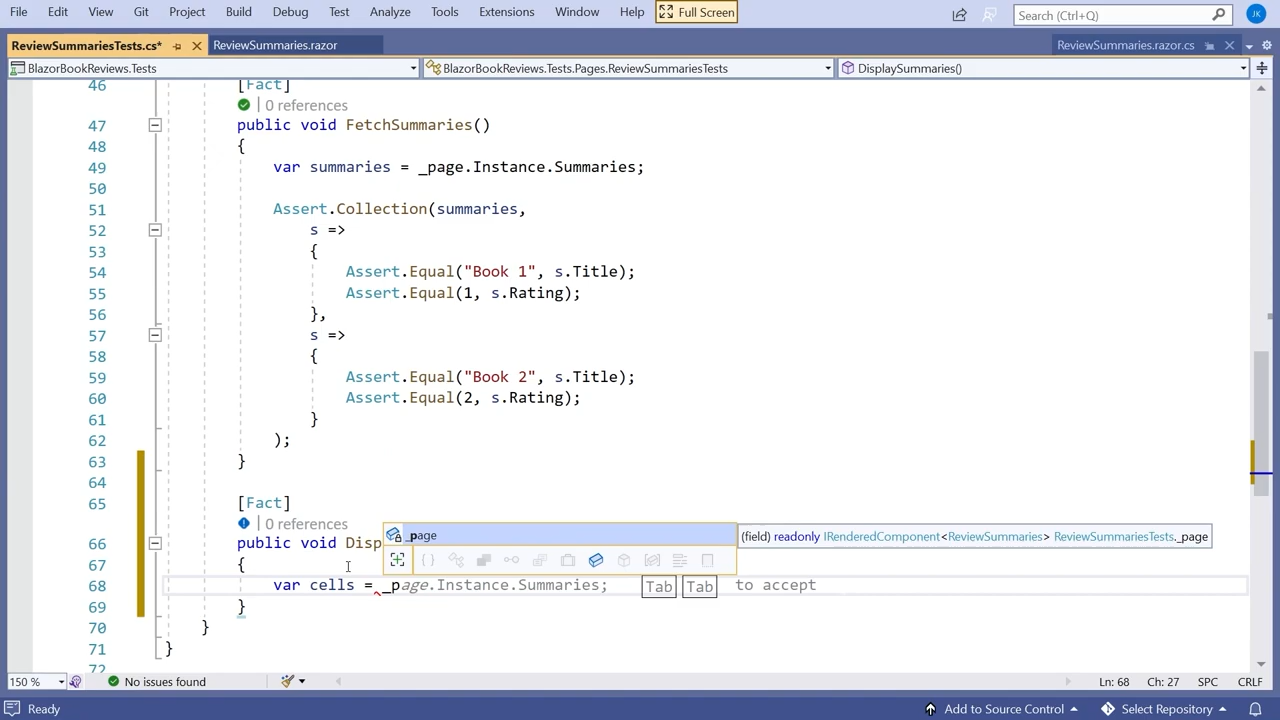 File Edit View Git Project Build Debug Test Analyze Tools Extensions Window Help Full Screen Search (Ctrl+Q) JK
ReviewSummariesTests.cs* ReviewSummaries.razor ReviewSummaries.razor.cs
BlazorBookReviews.Tests BlazorBookReviews.Tests.Pages.ReviewSummariesTests DisplaySummaries()
46 [Fact]
0 references
47 public void FetchSummaries()
48 {
49 var summaries = _page.Instance.Summaries;
50
51 Assert.Collection(summaries,
52 s =>
53 {
54 Assert.Equal("Book 1", s.Title);
55 Assert.Equal(1, s.Rating);
56 },
57 s =>
58 {
59 Assert.Equal("Book 2", s.Title);
60 Assert.Equal(2, s.Rating);
61 }
62 );
63 }
64
65 [Fact]
0 references
_page (field) readonly IRenderedComponent<ReviewSummaries> ReviewSummariesTests._page
66 public void Disp
67 {
68 var cells = _page.Instance.Summaries; Tab Tab to accept
69 }
70 }
71 }
72
150 % No issues found Ln: 68 Ch: 27 SPC CRLF
Ready Add to Source Control Select Repository